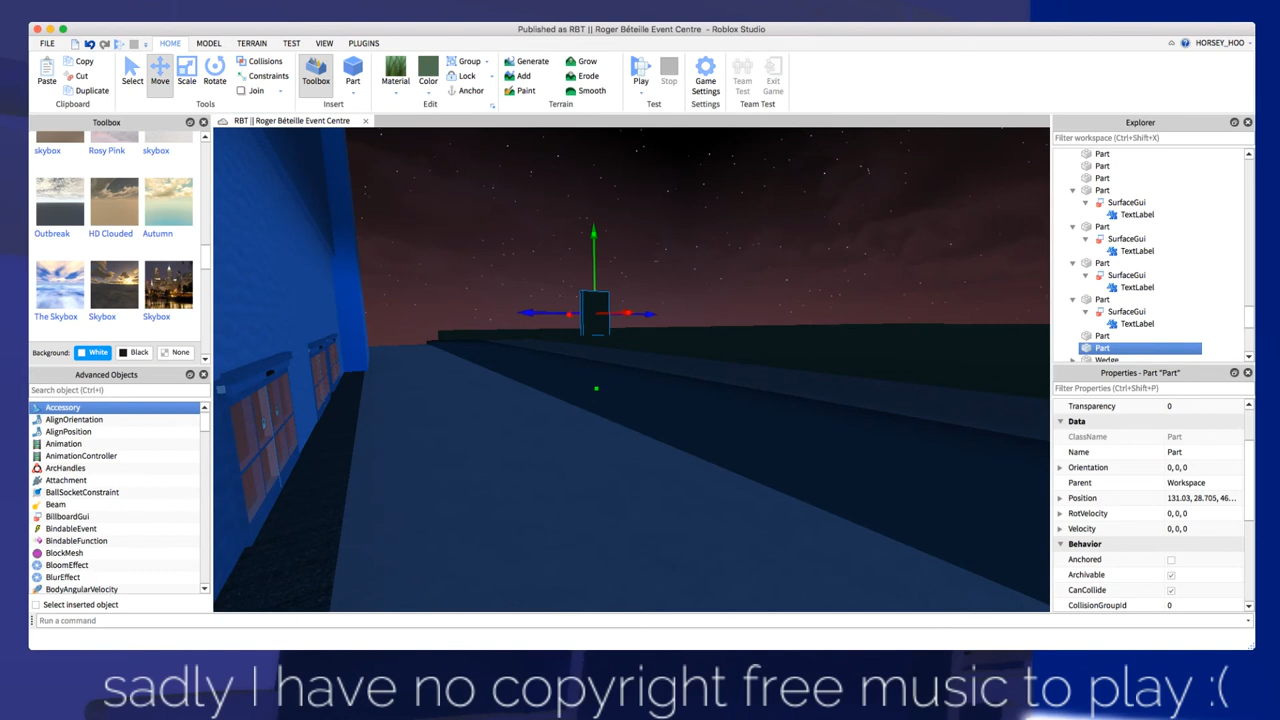 Published as RBT || Roger Béteille Event Centre - Roblox Studio
FILE HOME MODEL TERRAIN TEST VIEW PLUGINS HORSEY_HOO
Paste Copy Cut Duplicate Select Move Scale Rotate Collisions Constraints Join Toolbox Part Material Color Group Lock Anchor Generate Add Paint Grow Erode Smooth Play Stop Game Settings Team Test Exit Game
Clipboard Tools Insert Edit Terrain Test Settings Team Test
Toolbox
RBT || Roger Béteille Event Centre
Explorer
Filter workspace (Ctrl+Shift+X)
skybox Rosy Pink skybox
Outbreak HD Clouded Autumn
The Skybox Skybox Skybox
Background: White Black None
Advanced Objects
Search object (Ctrl+I)
Accessory
AlignOrientation
AlignPosition
Animation
AnimationController
ArcHandles
Attachment
BallSocketConstraint
Beam
BillboardGui
BindableEvent
BindableFunction
BlockMesh
BloomEffect
BlurEffect
BodyAngularVelocity
Select inserted object
Part
Part
Part
Part
SurfaceGui
TextLabel
Part
SurfaceGui
TextLabel
Part
SurfaceGui
TextLabel
Part
SurfaceGui
TextLabel
Part
Part
Wedge
Properties - Part "Part"
Filter Properties (Ctrl+Shift+P)
Transparency 0
Data
ClassName Part
Name Part
Orientation 0, 0, 0
Parent Workspace
Position 131.03, 28.705, 46...
RotVelocity 0, 0, 0
Velocity 0, 0, 0
Behavior
Anchored
Archivable
CanCollide
CollisionGroupId 0
Run a command
sadly I have no copyright free music to play :(